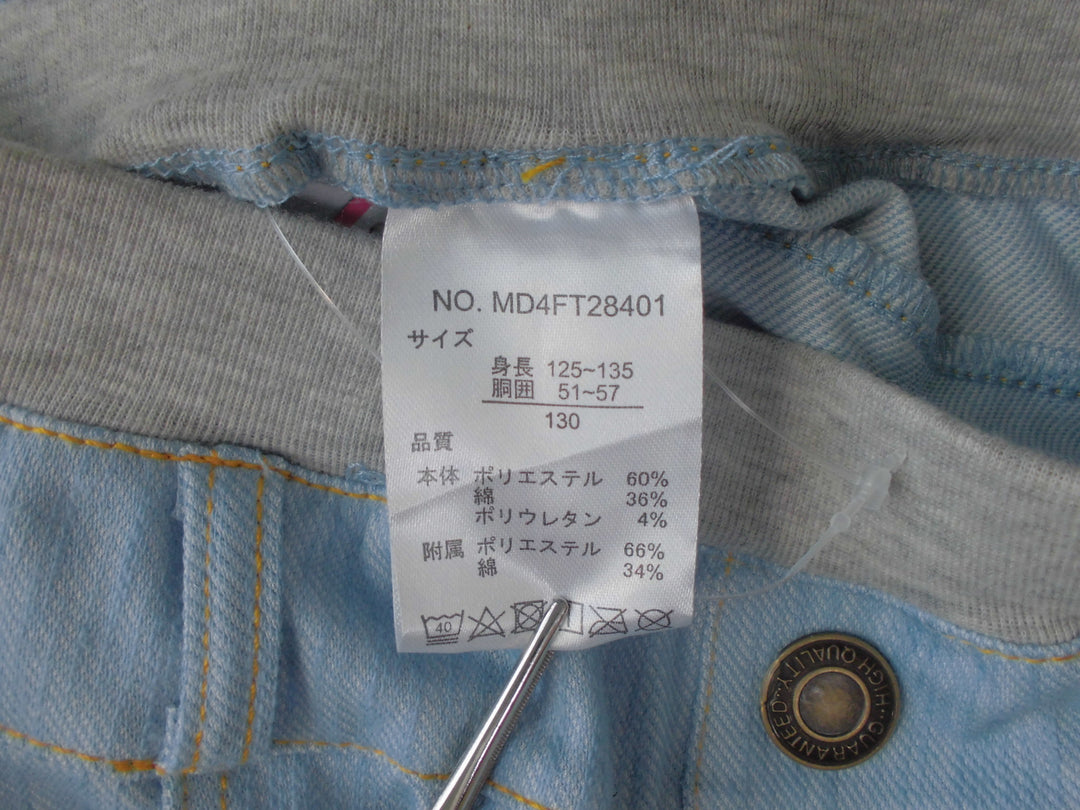 NO. MD4FT28401
サイズ
身長 125~135
胴囲 51~57
130
品質
本体 ポリエステル 60%
綿 36%
ポリウレタン 4%
附属 ポリエステル 66%
綿 34%
40
HIGH QUALITY
GUARANTEED